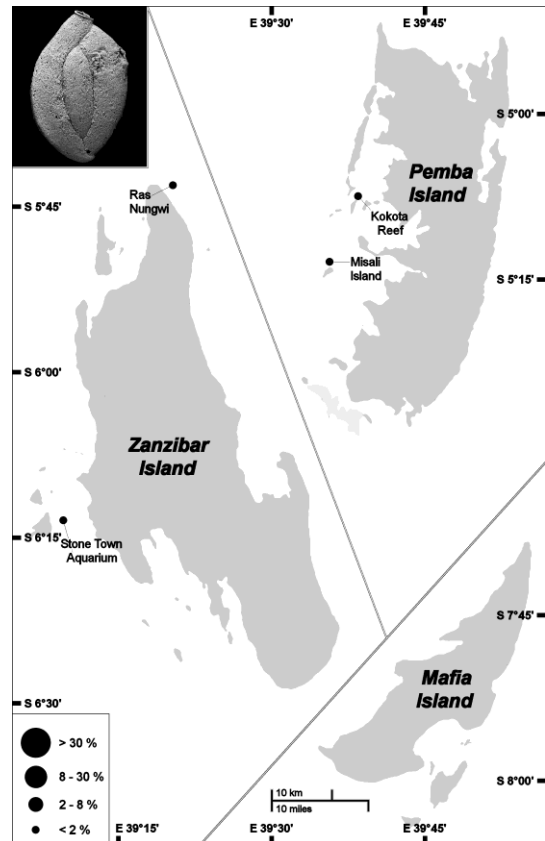 E 39°30'
E 39°45'
S 5°00'
Pemba
Island
Ras
Nungwi
S 5°45'
Kokota
Reef
Misali
Island
S 5°15'
S 6°00'
Zanzibar
Island
S 6°15'
Stone Town
Aquarium
S 7°45'
Mafia
Island
S 6°30'
> 30 %
8 - 30 %
2 - 8 %
< 2 %
S 8°00'
10 km
10 miles
E 39°15'
E 39°30'
E 39°45'